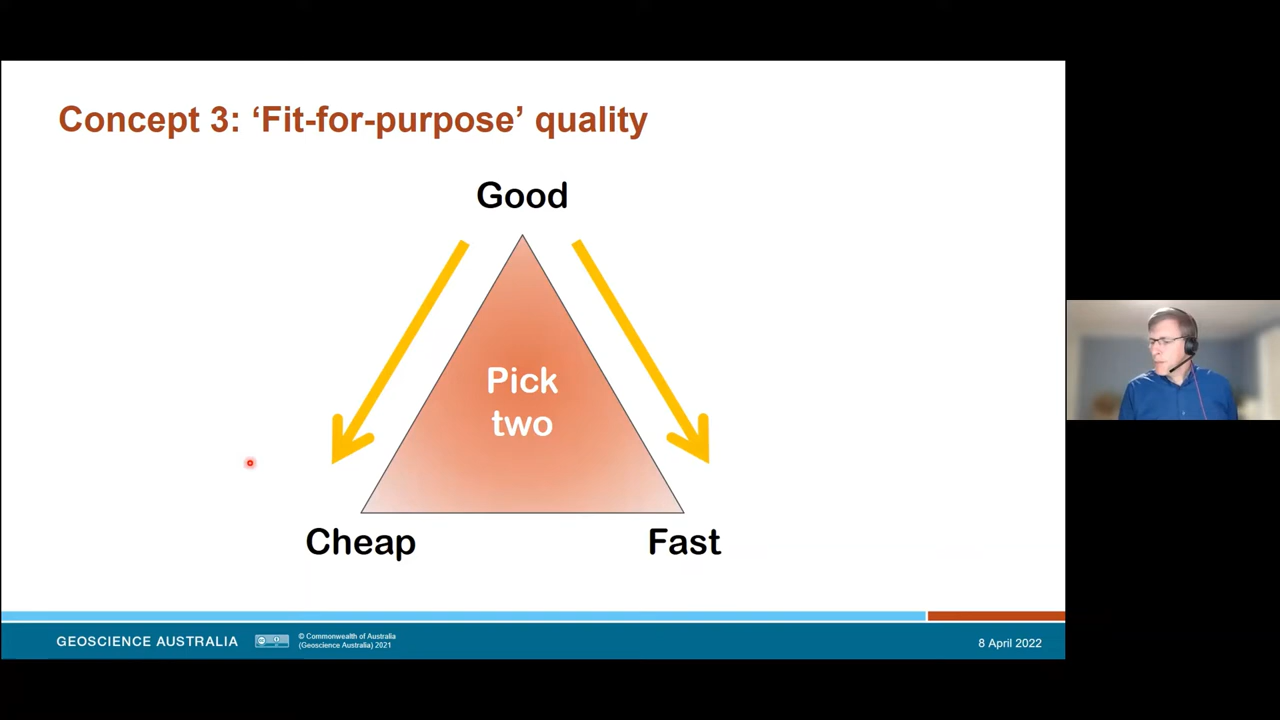 Concept 3: ‘Fit-for-purpose’ quality
Good
Pick
two
Cheap
Fast
GEOSCIENCE AUSTRALIA
© Commonwealth of Australia
(Geoscience Australia) 2021
8 April 2022